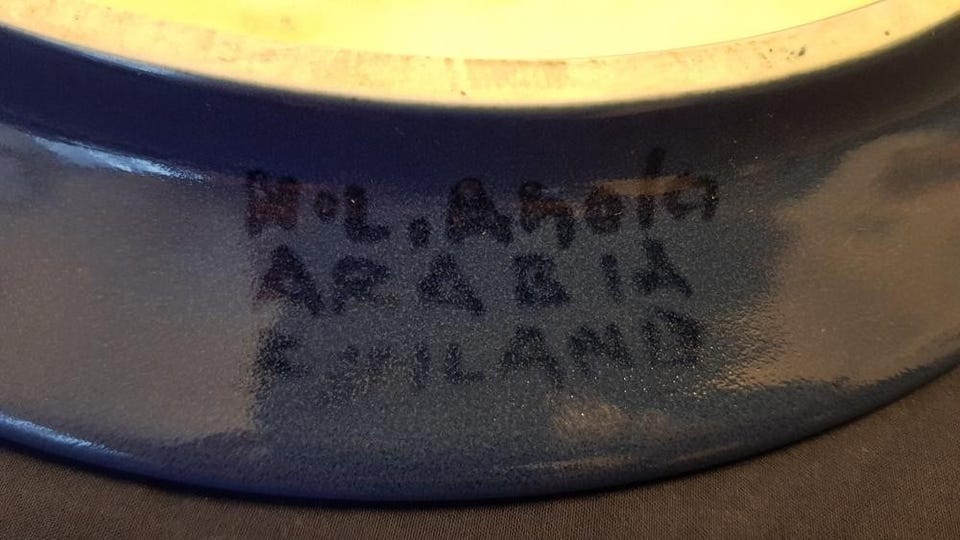 H.L. Ahola
ARABIA
FINLAND